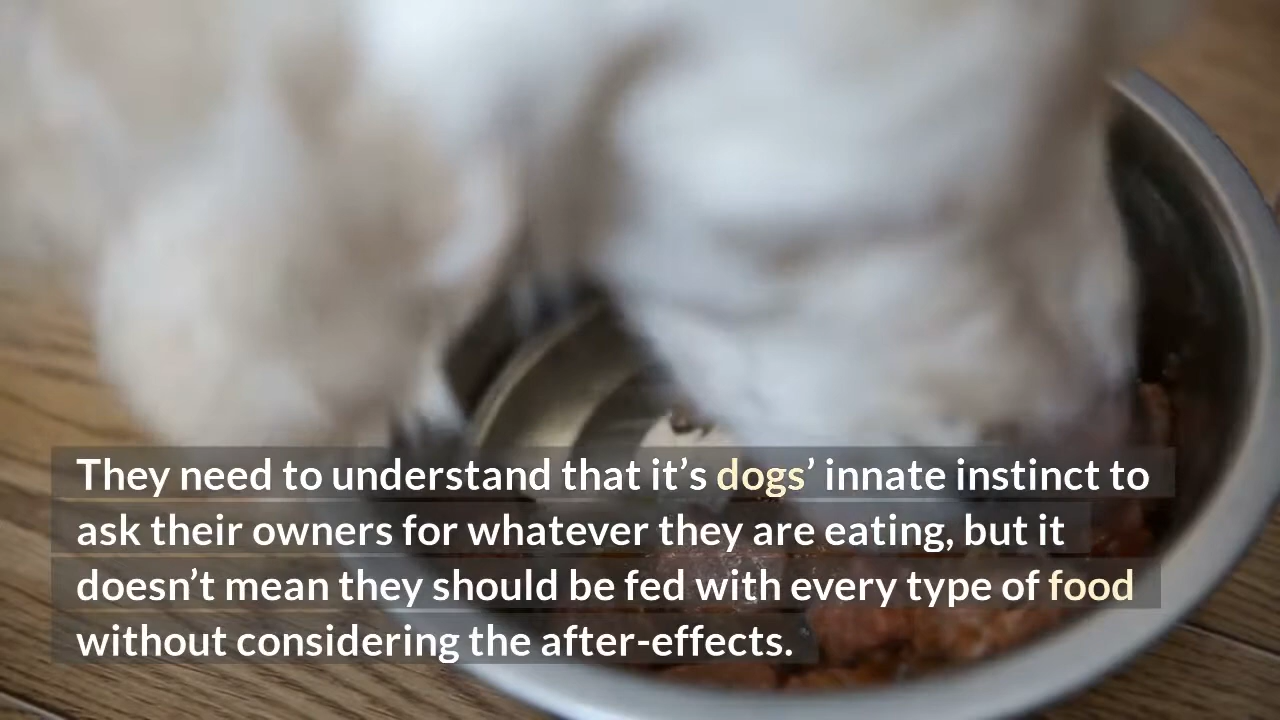 They need to understand that it’s dogs’ innate instinct to
ask their owners for whatever they are eating, but it
doesn’t mean they should be fed with every type of food
without considering the after-effects.